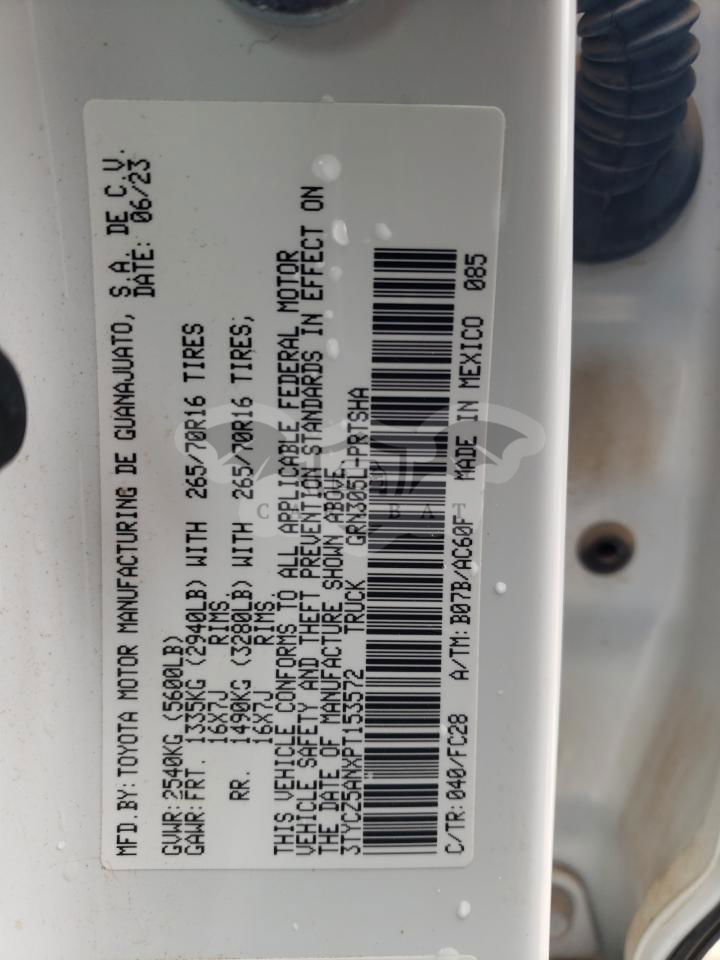 MFD.BY:TOYOTA MOTOR MANUFACTURING DE GUANAJUATO, S.A. DE C.V.
DATE: 06/23
GVWR:2540KG (5600LB)
GAWR:FRT. 1335KG (2940LB) WITH 265/70R16 TIRES
16X7J RIMS
RR. 1490KG (3280LB) WITH 265/70R16 TIRES,
16X7J RIMS.
THIS VEHICLE CONFORMS TO ALL APPLICABLE FEDERAL MOTOR
VEHICLE SAFETY AND THEFT PREVENTION STANDARDS IN EFFECT ON
THE DATE OF MANUFACTURE SHOWN ABOVE.
3TYCZ5ANXPT153572 TRUCK GRN305L-PRTSHA
C/TR:040/FC28 A/TM:B07B/AC60F MADE IN MEXICO 085